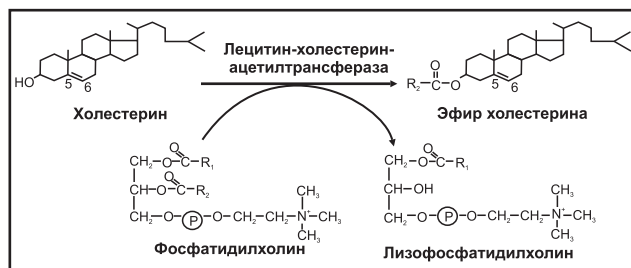 Лецитин-холестерин-
ацетилтрансфераза
HO
5 6
Холестерин
O
R₂—C—O
5 6
Эфир холестерина
O
CH₂—O—C—R₁
O
CH—O—C—R₂
CH₂—O—P—O—CH₂—CH₂—N⁺—CH₃
CH₃
CH₃
Фосфатидилхолин
O
CH₂—O—C—R₁
CH—OH
CH₂—O—P—O—CH₂—CH₂—N⁺—CH₃
CH₃
CH₃
Лизофосфатидилхолин